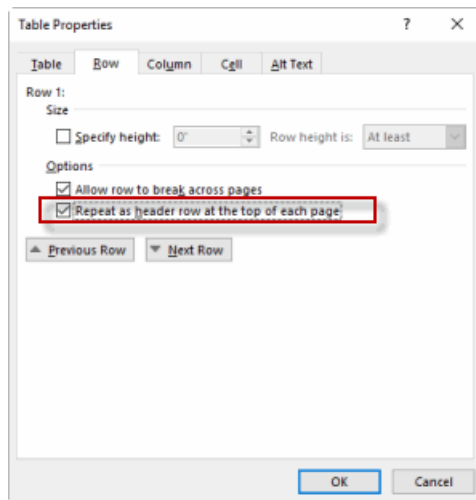 Table Properties ? ×
Table Row Column Cell Alt Text
Row 1:
Size
Specify height: 0" Row height is: At least
Options
Allow row to break across pages
Repeat as header row at the top of each page
Previous Row Next Row
OK Cancel